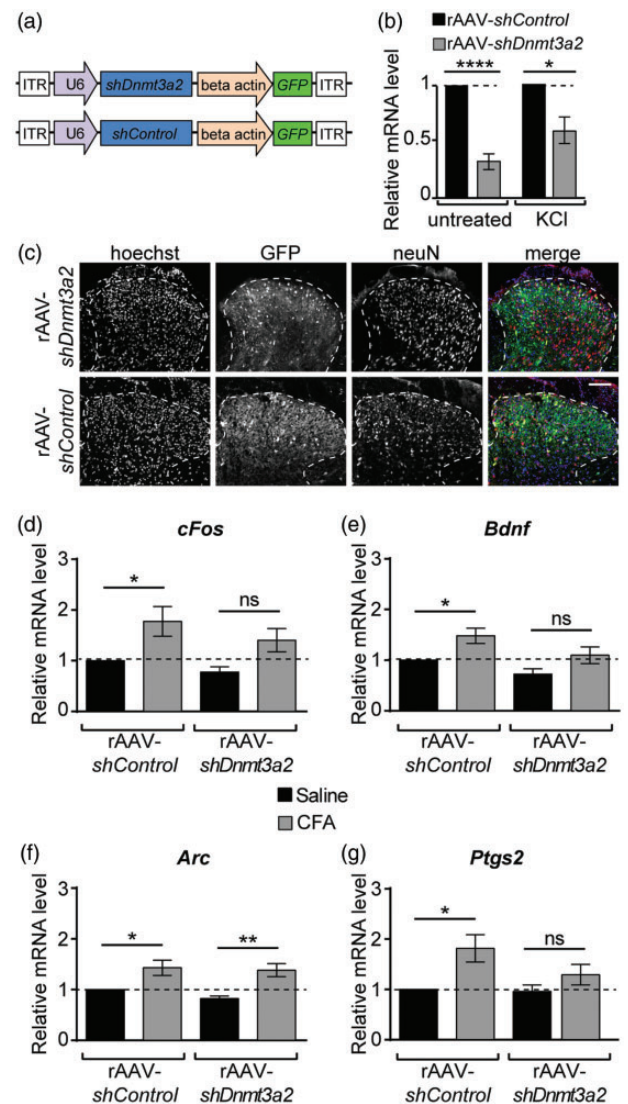 (a)
ITR U6 shDnmt3a2 beta actin GFP ITR
ITR U6 shControl beta actin GFP ITR
(b)
rAAV-shControl
rAAV-shDnmt3a2
Relative mRNA level
1
0.5
0
****
*
untreated
KCl
(c)
hoechst GFP neuN merge
rAAV-
shDnmt3a2
rAAV-
shControl
(d)
cFos
Relative mRNA level
3
2
1
0
*
ns
rAAV-
shControl
rAAV-
shDnmt3a2
(e)
Bdnf
Relative mRNA level
3
2
1
0
*
ns
rAAV-
shControl
rAAV-
shDnmt3a2
Saline
CFA
(f)
Arc
Relative mRNA level
3
2
1
0
*
**
rAAV-
shControl
rAAV-
shDnmt3a2
(g)
Ptgs2
Relative mRNA level
3
2
1
0
*
ns
rAAV-
shControl
rAAV-
shDnmt3a2